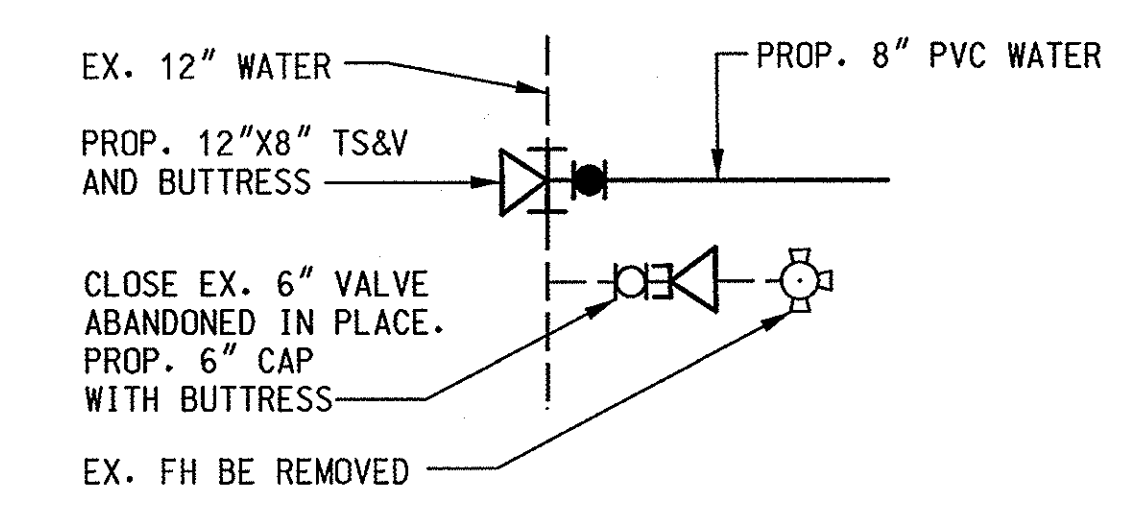 EX. 12" WATER
PROP. 8" PVC WATER
PROP. 12"X8" TS&V
AND BUTTRESS
CLOSE EX. 6" VALVE
ABANDONED IN PLACE.
PROP. 6" CAP
WITH BUTTRESS
EX. FH BE REMOVED